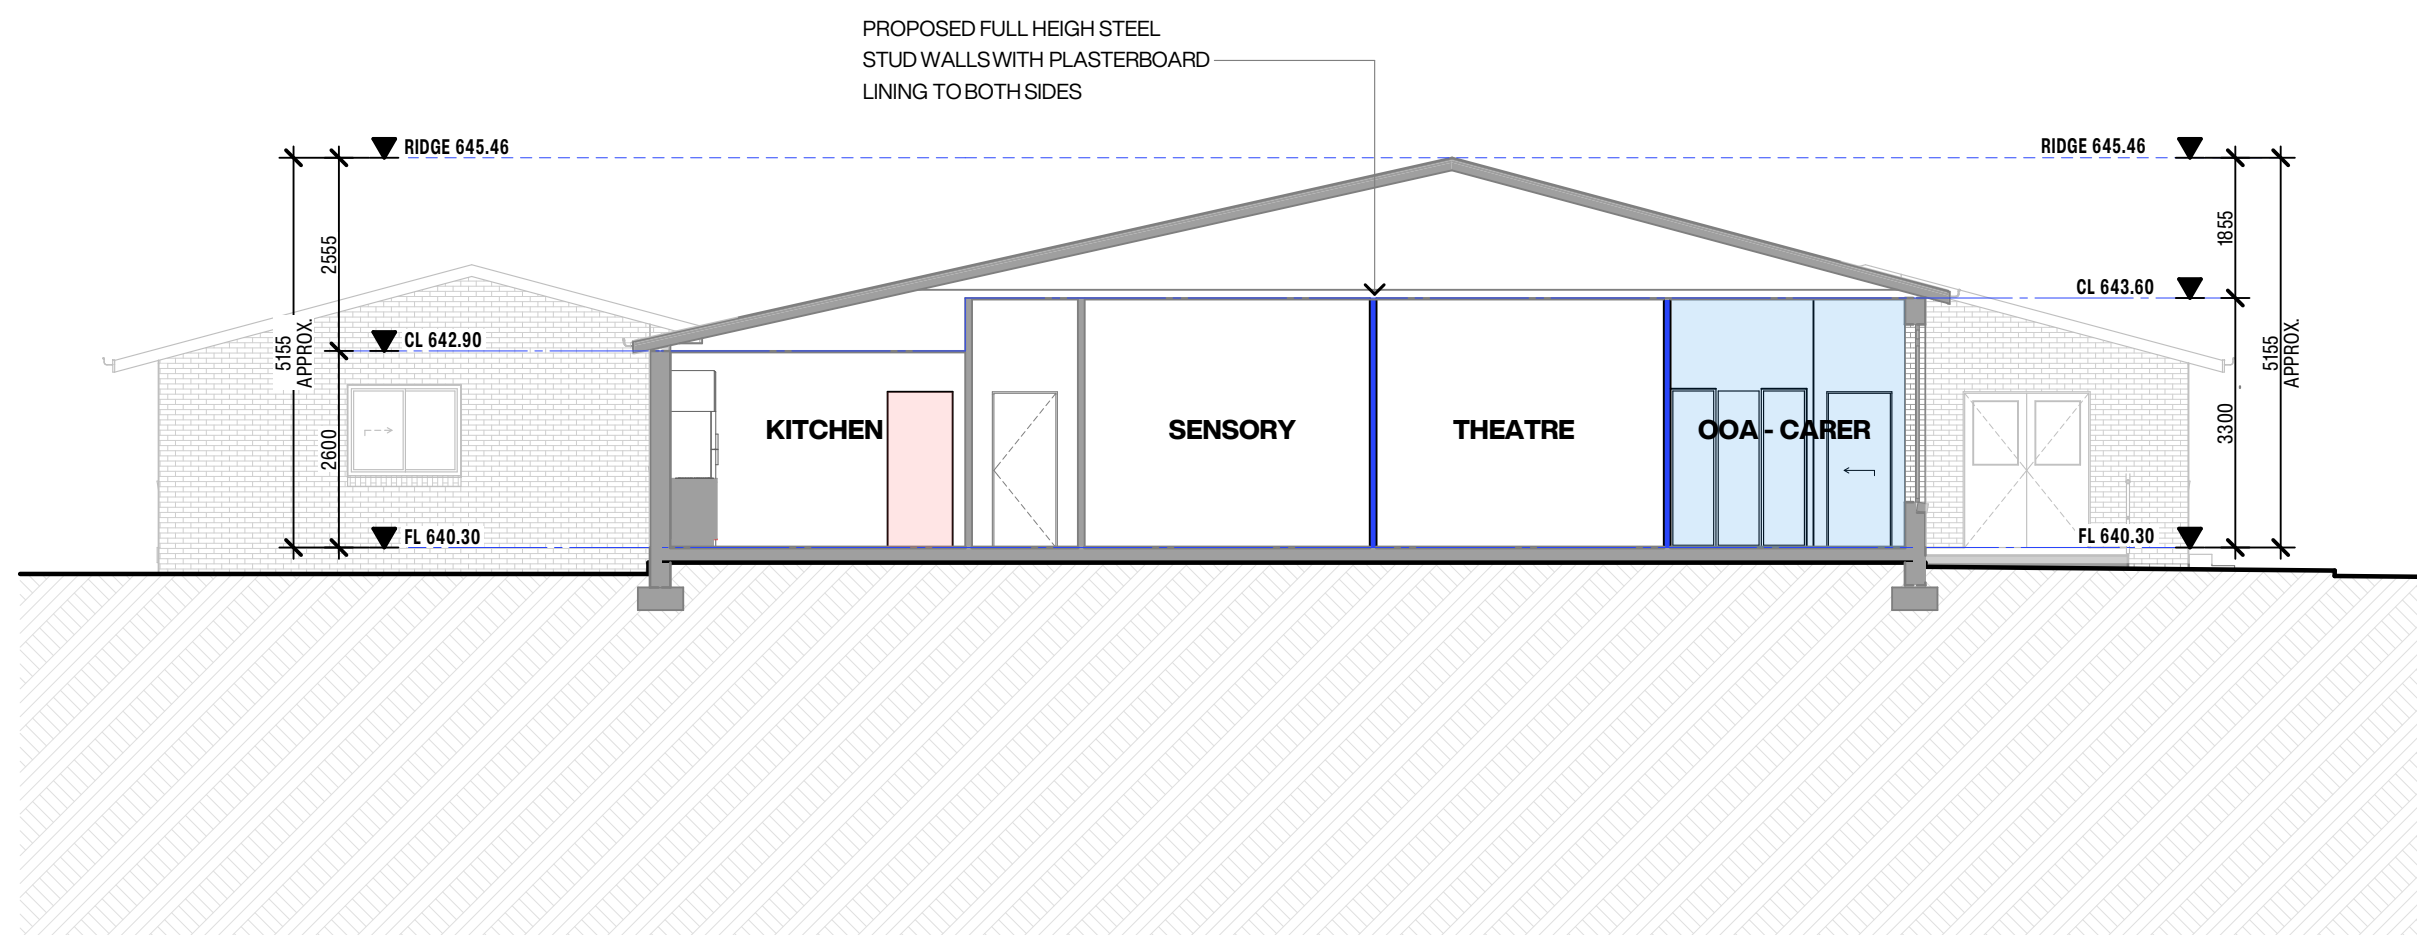 PROPOSED FULL HEIGH STEEL
STUD WALLS WITH PLASTERBOARD
LINING TO BOTH SIDES
RIDGE 645.46
RIDGE 645.46
2555
1855
CL 643.60
CL 642.90
5155
APPROX.
5155
APPROX.
KITCHEN
SENSORY
THEATRE
OOA - CARER
2600
3300
FL 640.30
FL 640.30